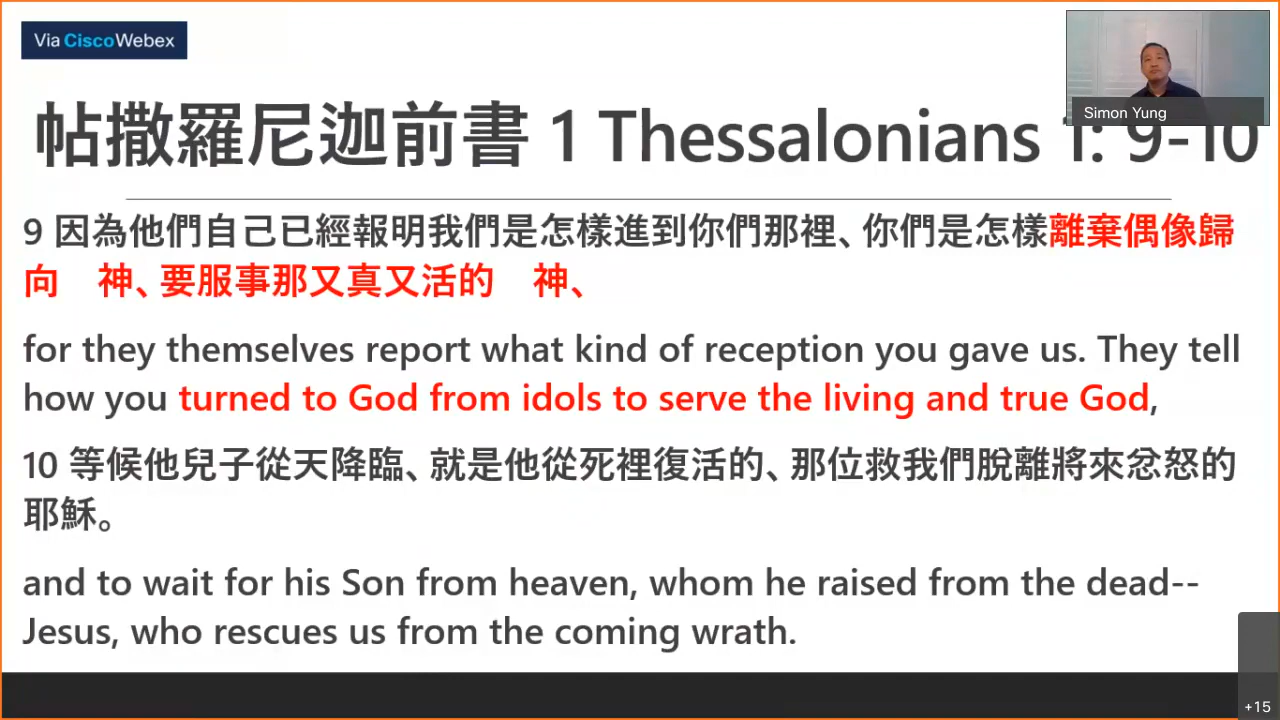 Via CiscoWebex
Simon Yung
帖撒羅尼迦前書 1 Thessalonians 1: 9-10
9 因為他們自己已經報明我們是怎樣進到你們那裡、你們是怎樣離棄偶像歸
向　神、要服事那又真又活的　神、
for they themselves report what kind of reception you gave us. They tell
how you turned to God from idols to serve the living and true God,
10 等候他兒子從天降臨、就是他從死裡復活的、那位救我們脫離將來忿怒的
耶穌。
and to wait for his Son from heaven, whom he raised from the dead--
Jesus, who rescues us from the coming wrath.
+15